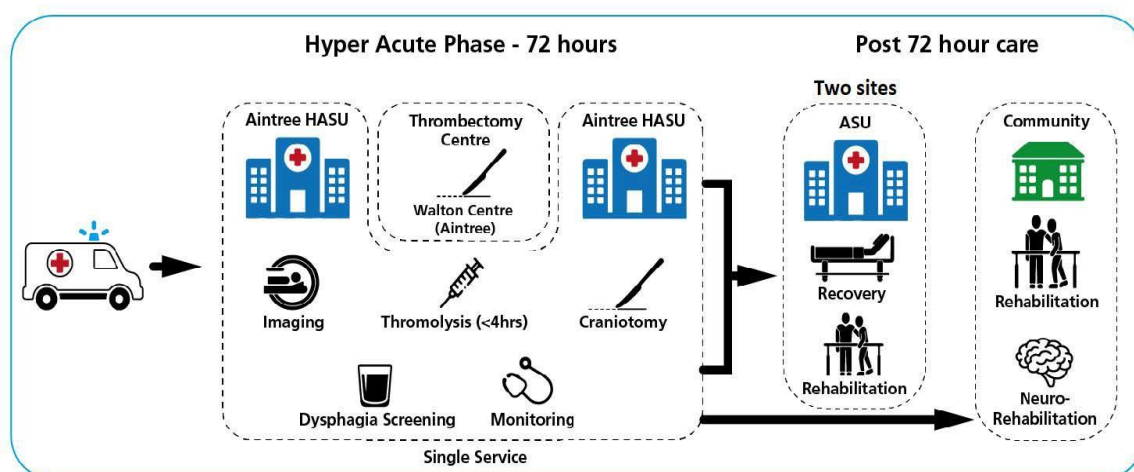 Hyper Acute Phase - 72 hours
Post 72 hour care
Two sites
Aintree HASU
Thrombectomy
Centre
Walton Centre
(Aintree)
Aintree HASU
ASU
Community
Imaging
Thromolysis (<4hrs)
Craniotomy
Recovery
Rehabilitation
Dysphagia Screening
Monitoring
Rehabilitation
Neuro-
Rehabilitation
Single Service